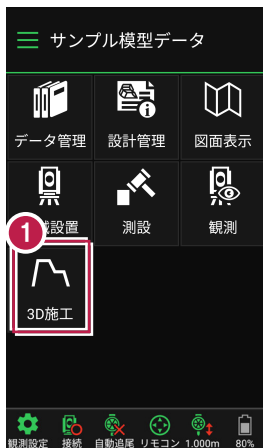 サンプル模型データ
データ管理 設計管理 図面表示
1
械設置 測設 観測
3D施工
観測設定 接続 自動追尾 リモコン 1.000m 80%